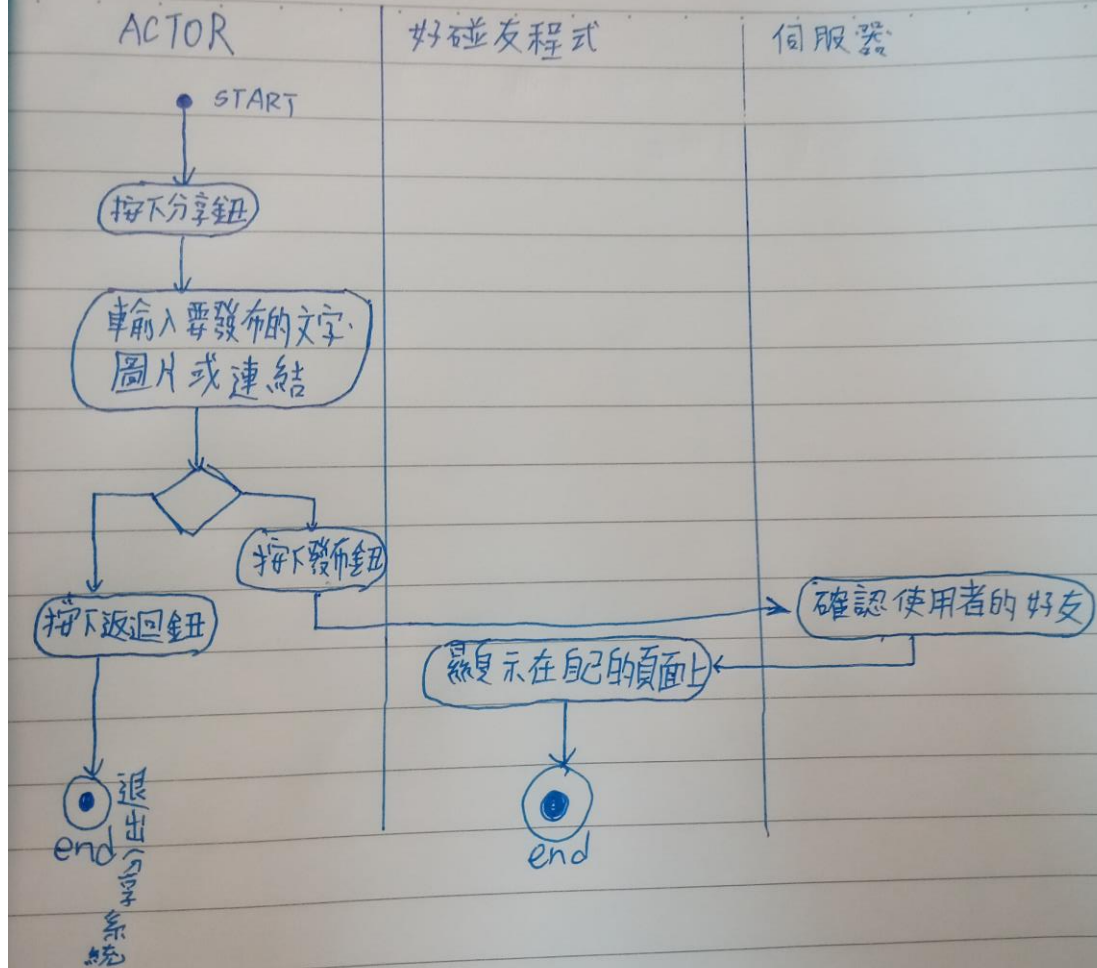 ACTOR
好碰友程式
伺服器
START
按下分享鈕
輸入要發布的文字、
圖片或連結
按下發布鈕
按下返回鈕
確認使用者的好友
顯示在自己的頁面上
end
退出分享系統
end